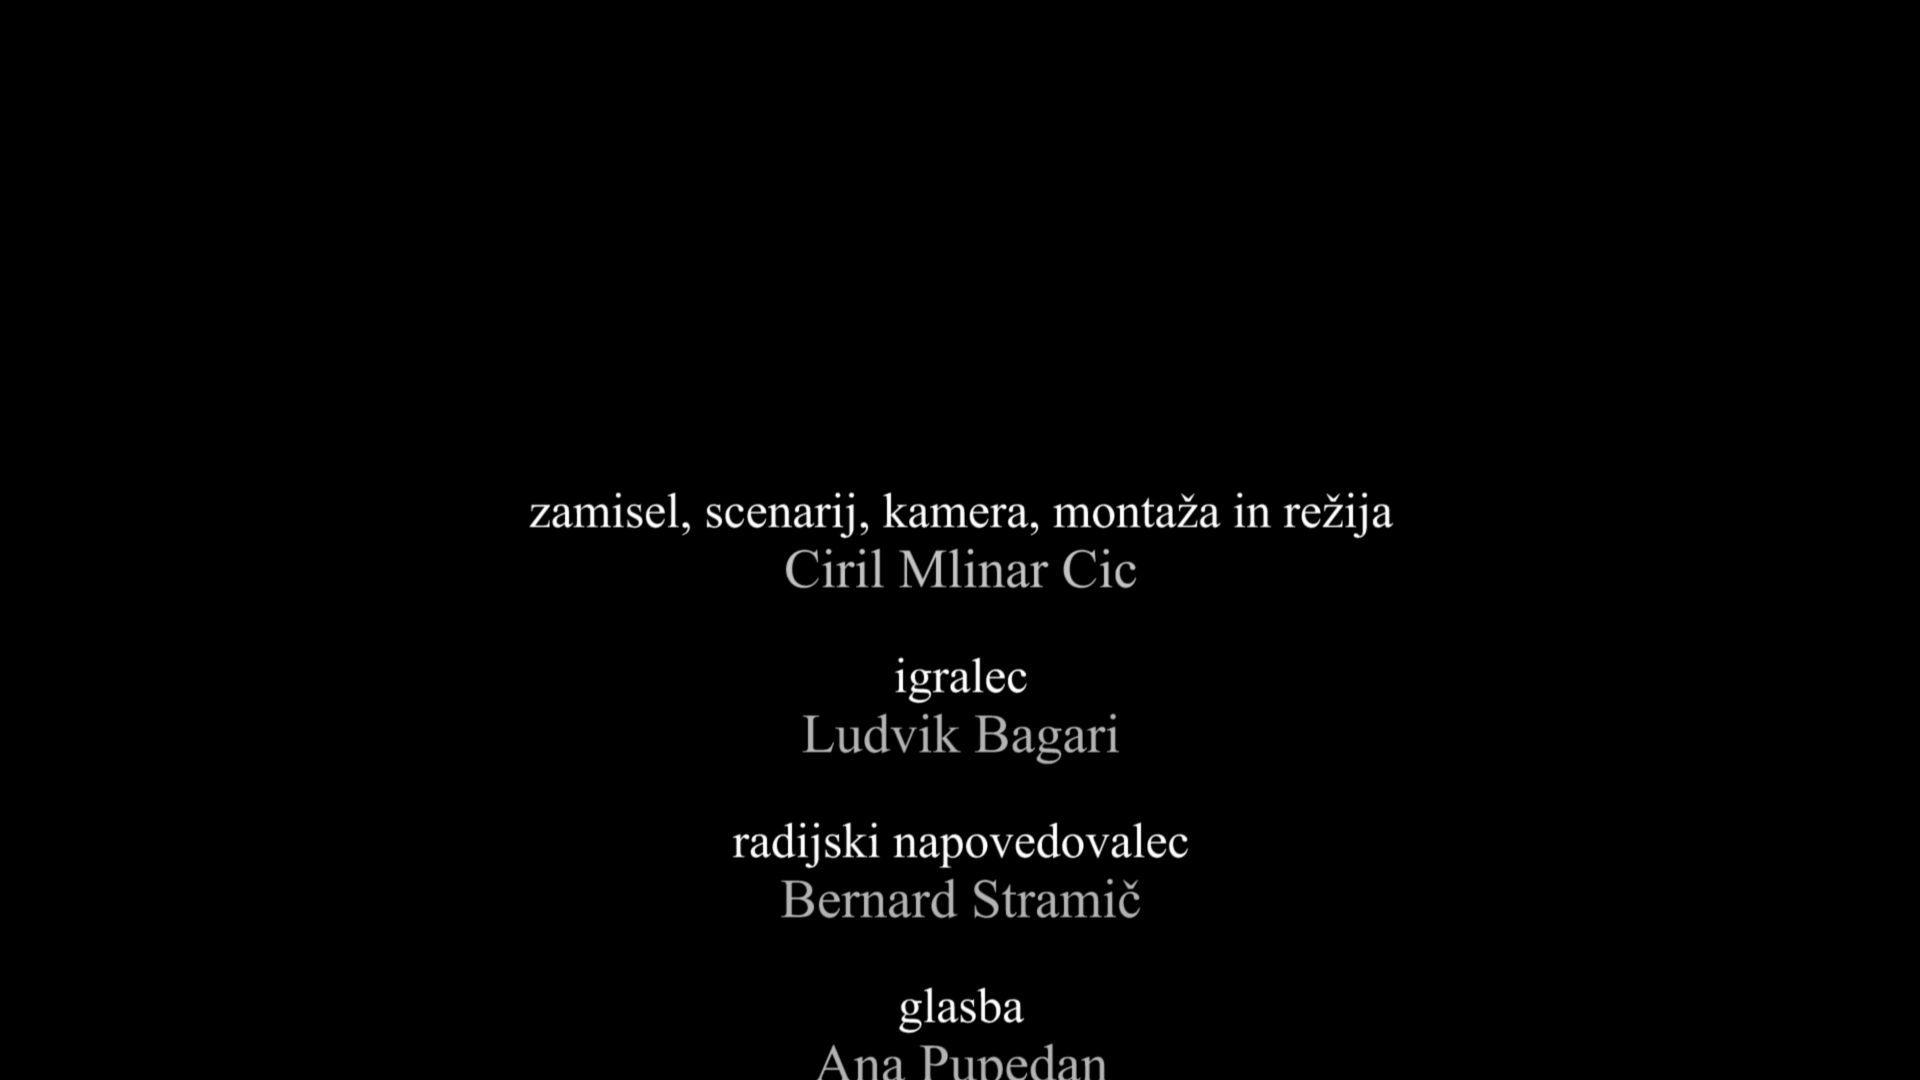 zamisel, scenarij, kamera, montaža in režija
Ciril Mlinar Cic
igralec
Ludvik Bagari
radijski napovedovalec
Bernard Stramič
glasba
Ana Pupedan